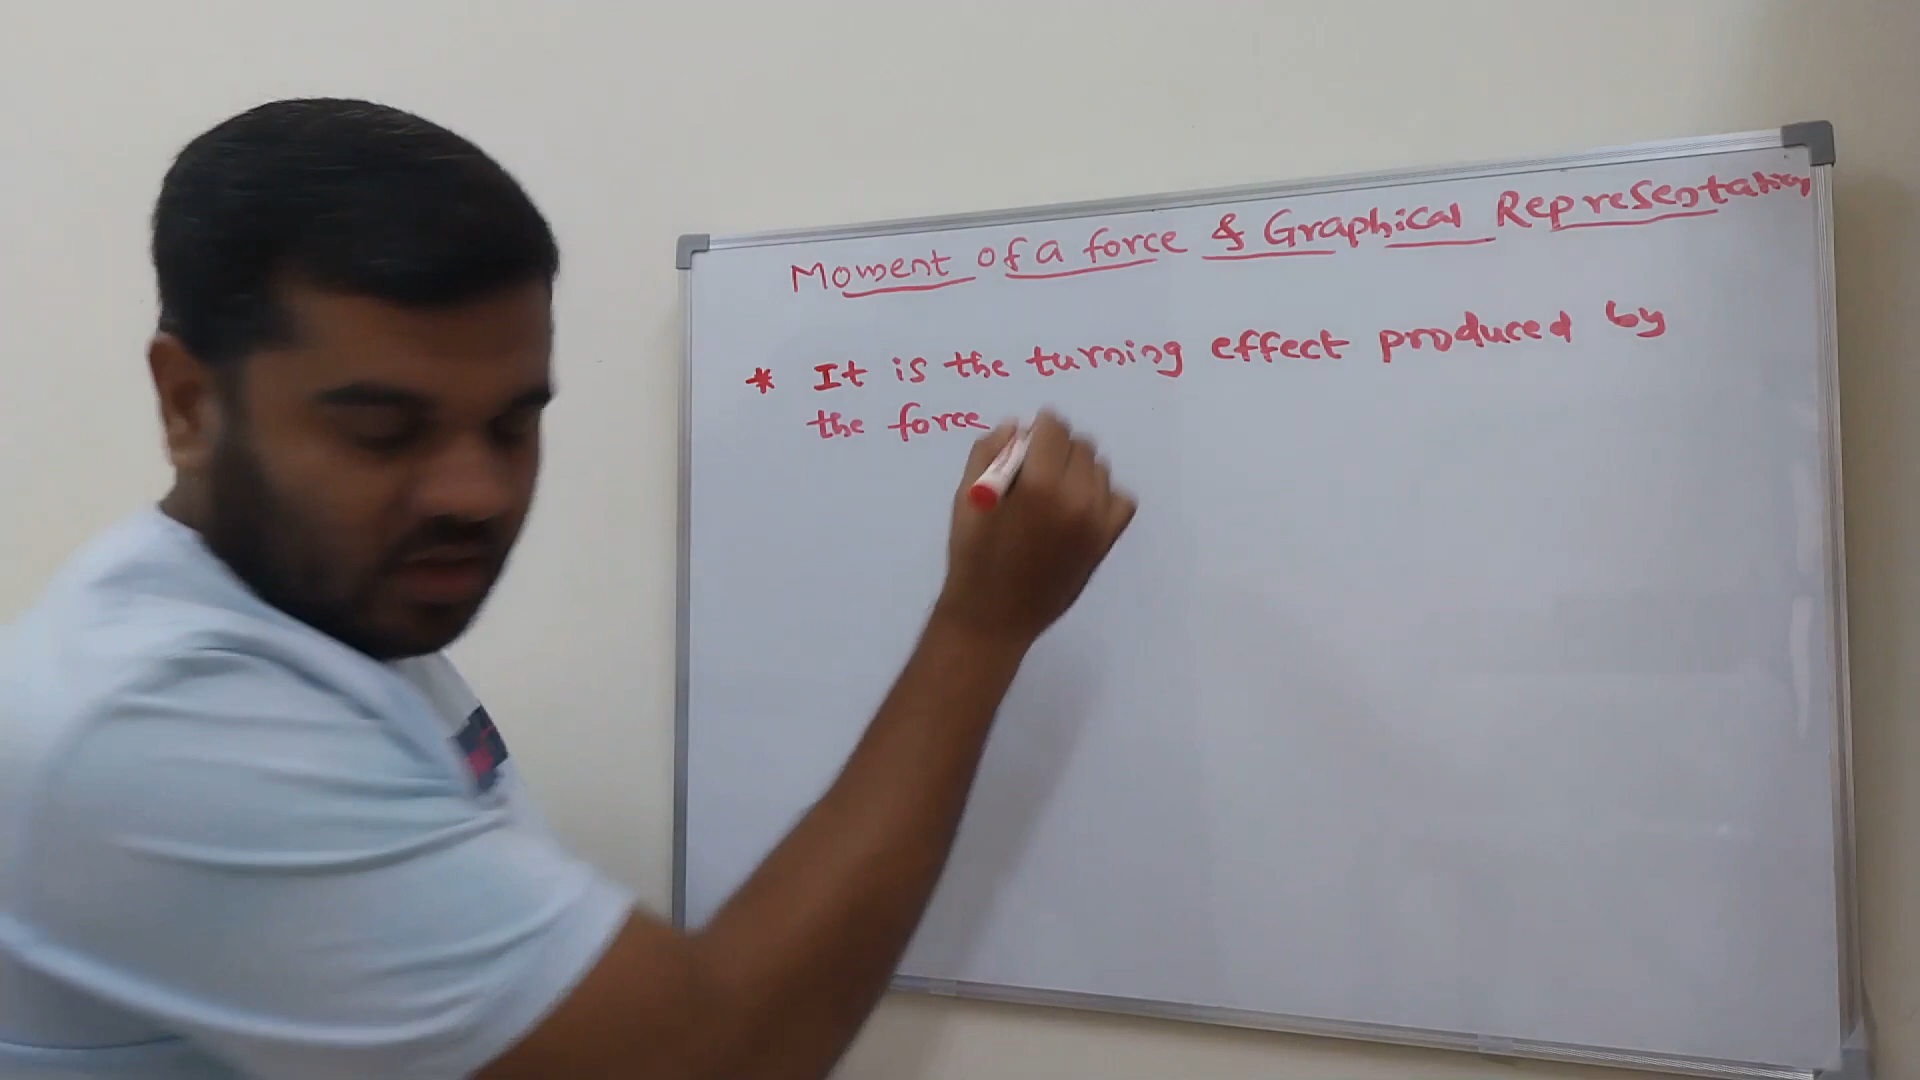 Moment of a force & Graphical Representation
* It is the turning effect produced by
the force